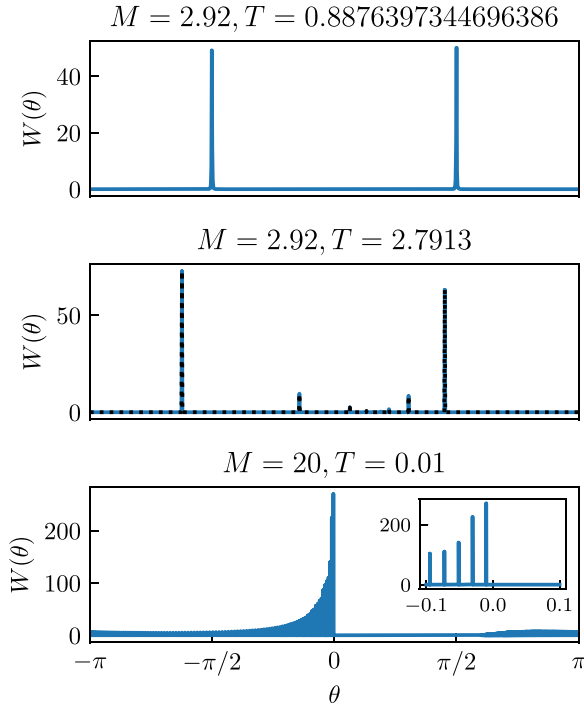 M = 2.92, T = 0.8876397344696386
W(θ)
40
20
0
M = 2.92, T = 2.7913
W(θ)
50
0
M = 20, T = 0.01
W(θ)
200
100
0
200
0
−0.1 0.0 0.1
−π −π/2 0 π/2 π
θ